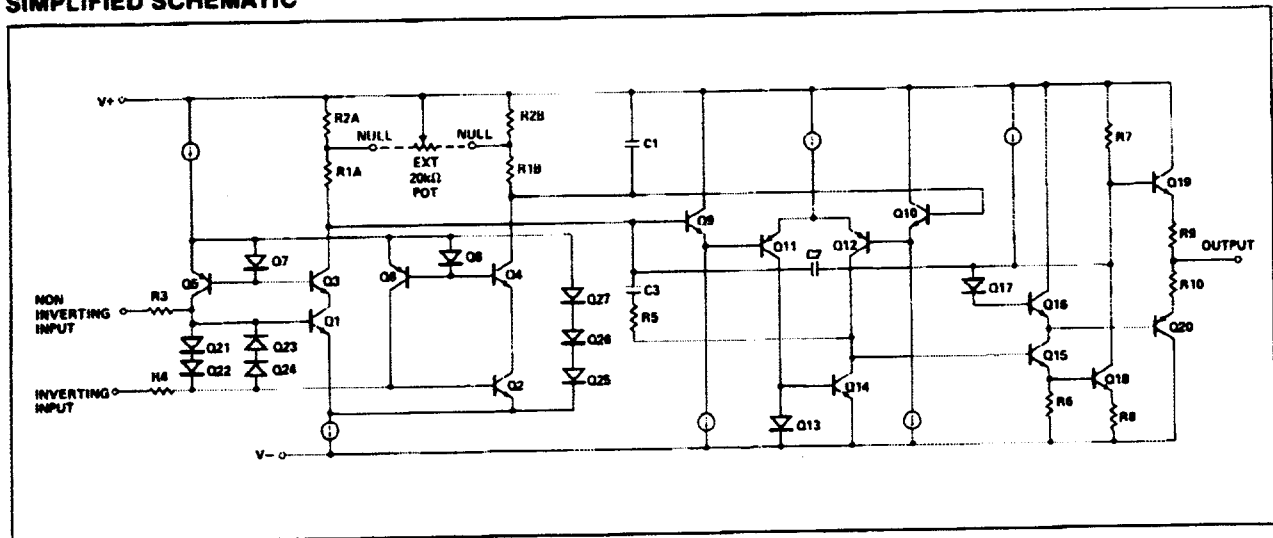 SIMPLIFIED SCHEMATIC
V+
R2A
NULL
NULL
R2B
EXT
20kΩ
POT
R1A
R1B
C1
R7
Q19
Q9
Q10
Q11
Q12
R9
OUTPUT
Q7
Q8
Q5
Q3
Q6
Q4
C2
R10
R3
NON
INVERTING
INPUT
Q1
Q27
C3
R5
Q17
Q16
Q20
Q21
Q23
Q26
Q15
Q22
Q24
Q14
Q18
R4
INVERTING
INPUT
Q2
Q25
Q13
R6
R8
V-